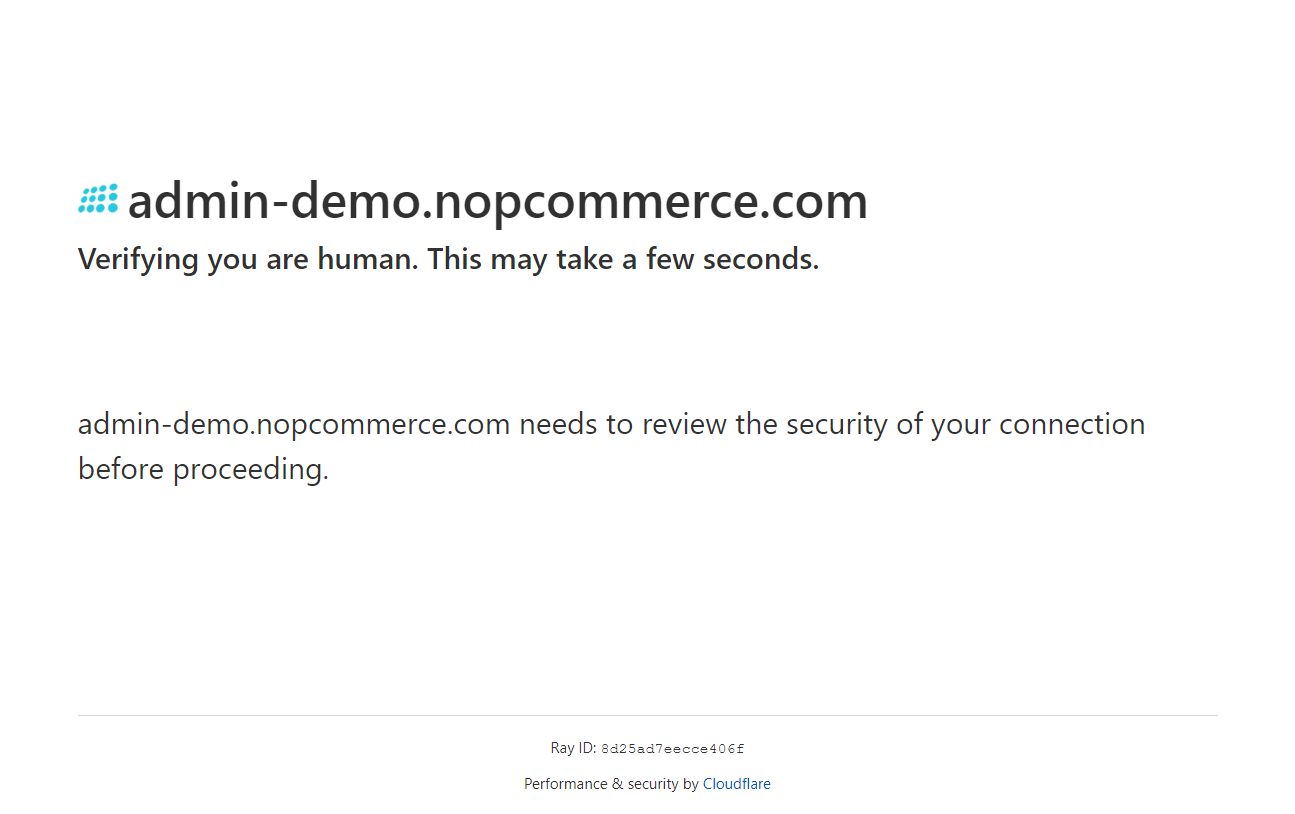 admin-demo.nopcommerce.com
Verifying you are human. This may take a few seconds.
admin-demo.nopcommerce.com needs to review the security of your connection
before proceeding.
Ray ID: 8d25ad7eecce406f
Performance & security by Cloudflare